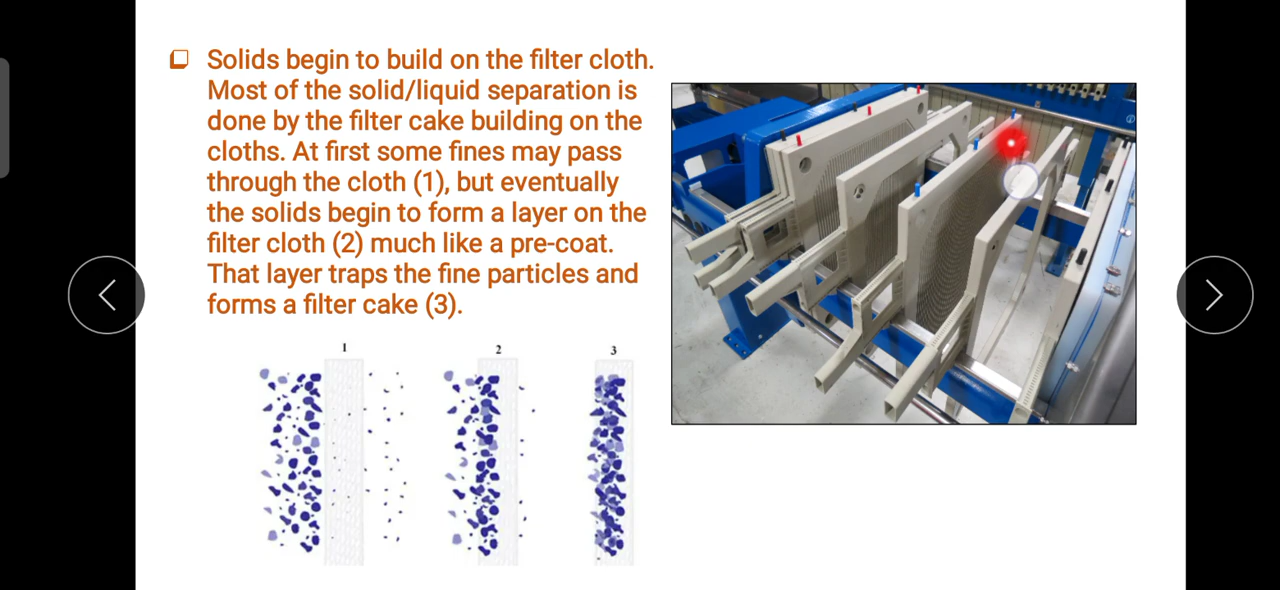 Solids begin to build on the filter cloth.
Most of the solid/liquid separation is
done by the filter cake building on the
cloths. At first some fines may pass
through the cloth (1), but eventually
the solids begin to form a layer on the
filter cloth (2) much like a pre-coat.
That layer traps the fine particles and
forms a filter cake (3).
1 2 3